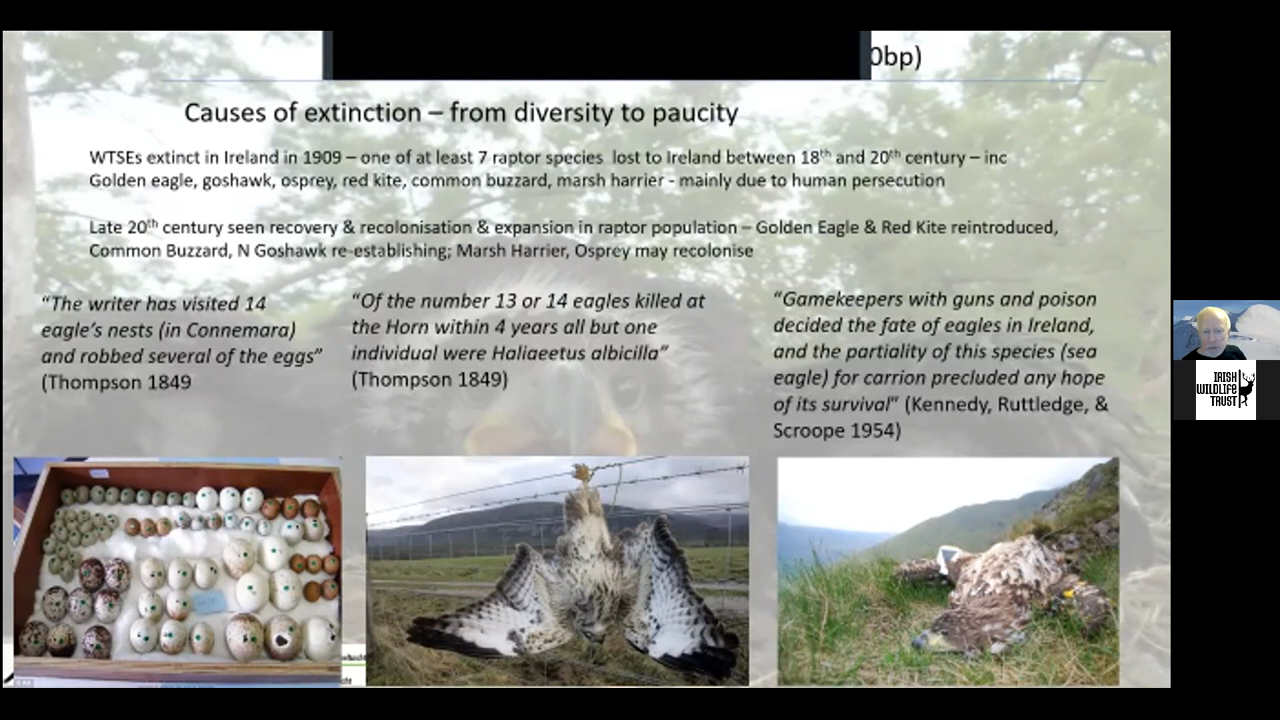 0bp)
Causes of extinction – from diversity to paucity
WTSEs extinct in Ireland in 1909 – one of at least 7 raptor species lost to Ireland between 18th and 20th century – inc
Golden eagle, goshawk, osprey, red kite, common buzzard, marsh harrier - mainly due to human persecution
Late 20th century seen recovery & recolonisation & expansion in raptor population – Golden Eagle & Red Kite reintroduced,
Common Buzzard, N Goshawk re-establishing; Marsh Harrier, Osprey may recolonise
“The writer has visited 14
eagle’s nests (in Connemara)
and robbed several of the eggs”
(Thompson 1849
“Of the number 13 or 14 eagles killed at
the Horn within 4 years all but one
individual were Haliaeetus albicilla”
(Thompson 1849)
“Gamekeepers with guns and poison
decided the fate of eagles in Ireland,
and the partiality of this species (sea
eagle) for carrion precluded any hope
of its survival” (Kennedy, Ruttledge, &
Scroope 1954)
IRISH
WILDLIFE
TRUST